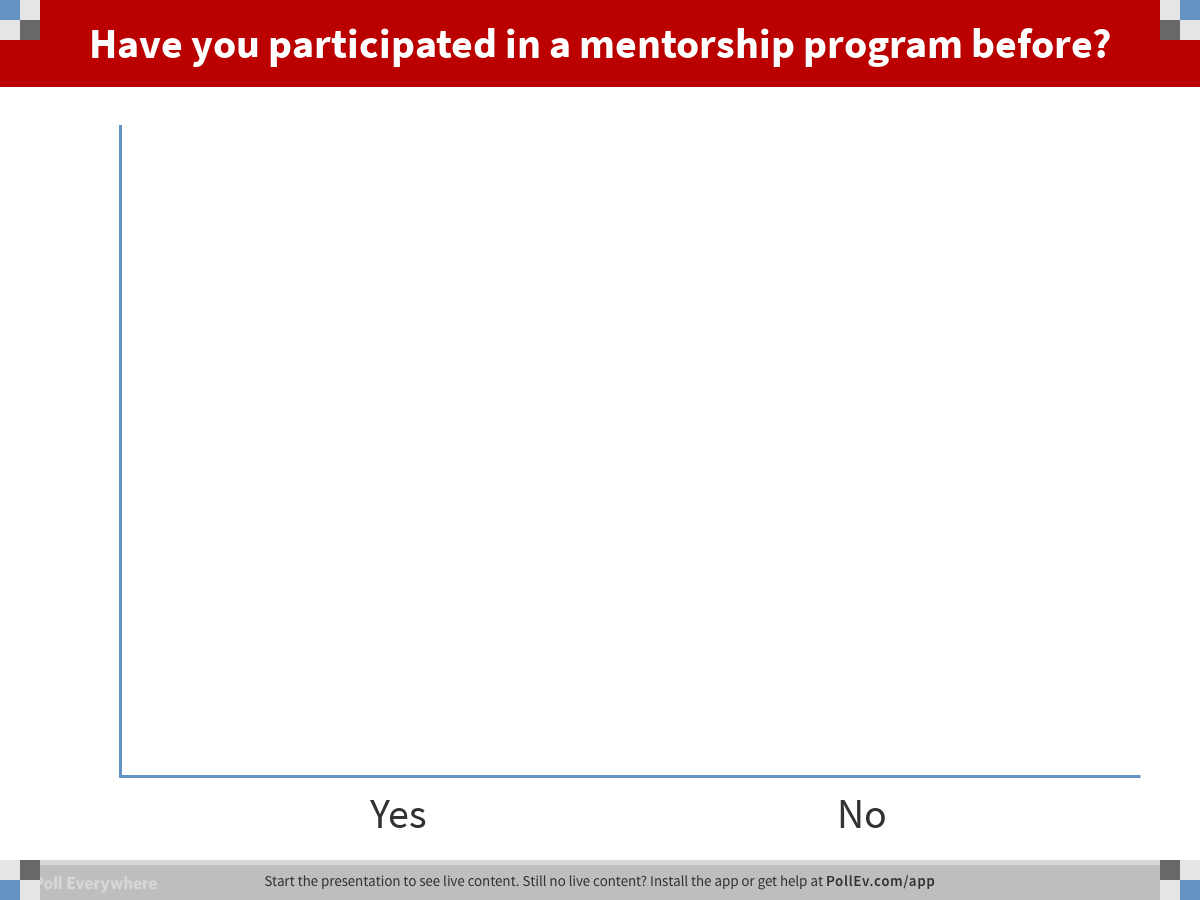 Have you participated in a mentorship program before?
Yes No
Poll Everywhere
Start the presentation to see live content. Still no live content? Install the app or get help at PollEv.com/app